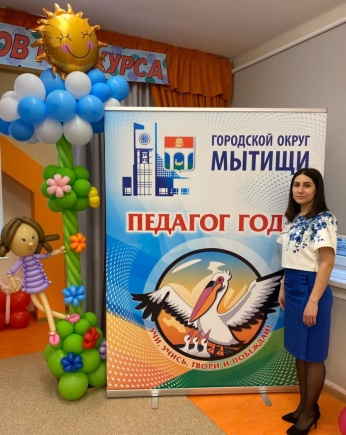 ОВ КУРСА
ГОРОДСКОЙ ОКРУГ
МЫТИЩИ
ПЕДАГОГ ГОД
УЧИ, УЧИСЬ, ТВОРИ И ПОБЕЖДАЙ!